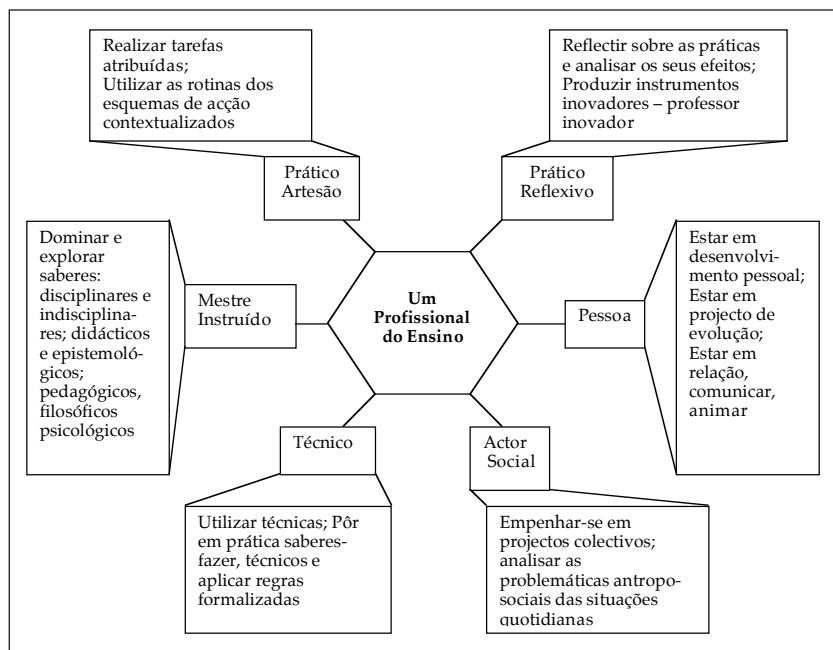 Realizar tarefas
atribuídas;
Utilizar as rotinas dos
esquemas de acção
contextualizados
Reflectir sobre as práticas
e analisar os seus efeitos;
Produzir instrumentos
inovadores – professor
inovador
Prático
Artesão
Prático
Reflexivo
Dominar e
explorar
saberes:
disciplinares e
indisciplina-
res; didácticos
e epistemoló-
gicos;
pedagógicos,
filosóficos
psicológicos
Mestre
Instruído
Um
Profissional
do Ensino
Pessoa
Estar em
desenvolvi-
mento pessoal;
Estar em
projecto de
evolução;
Estar em
relação,
comunicar,
animar
Técnico
Actor
Social
Utilizar técnicas; Pôr
em prática saberes-
fazer, técnicos e
aplicar regras
formalizadas
Empenhar-se em
projectos colectivos;
analisar as
problemáticas antropo-
sociais das situações
quotidianas